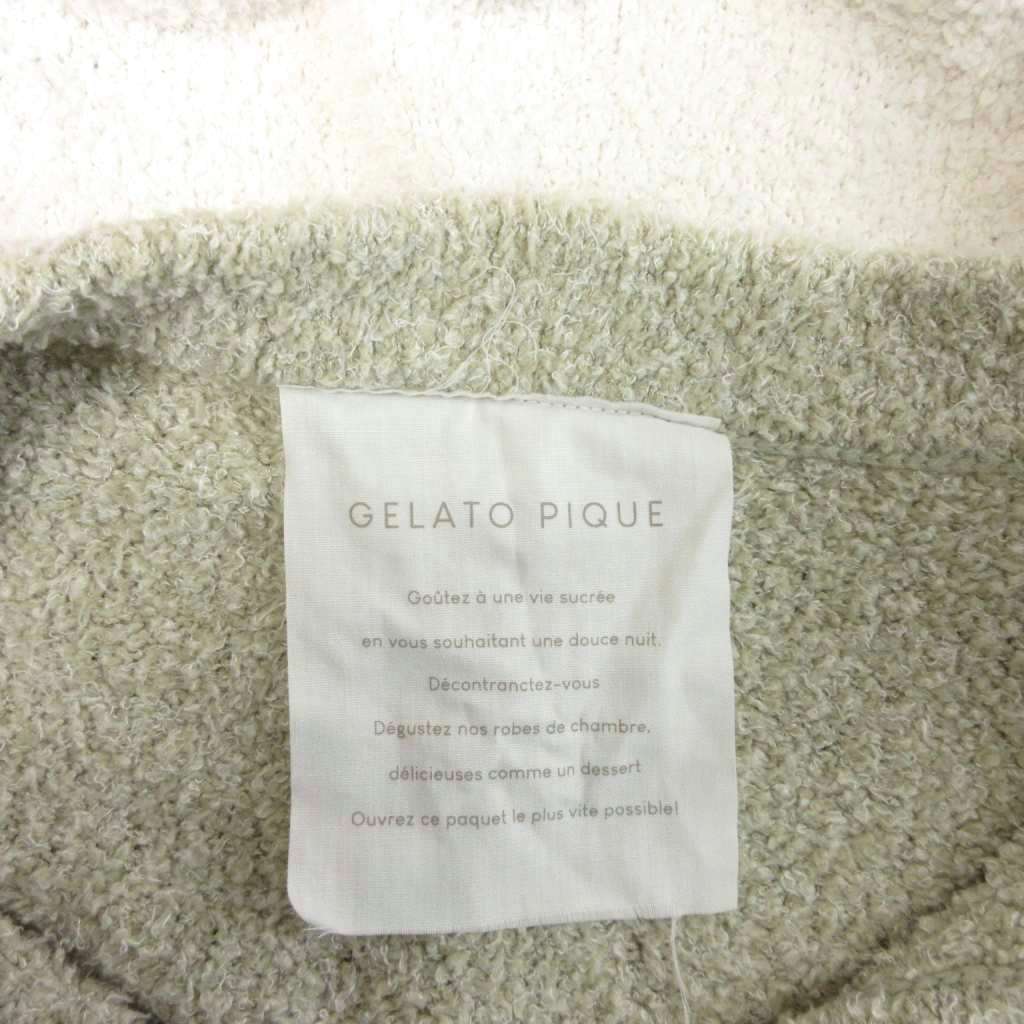 GELATO PIQUE
Goûtez à une vie sucrée
en vous souhaitant une douce nuit.
Décontranctez-vous
Dégustez nos robes de chambre,
délicieuses comme un dessert
Ouvrez ce paquet le plus vite possible!